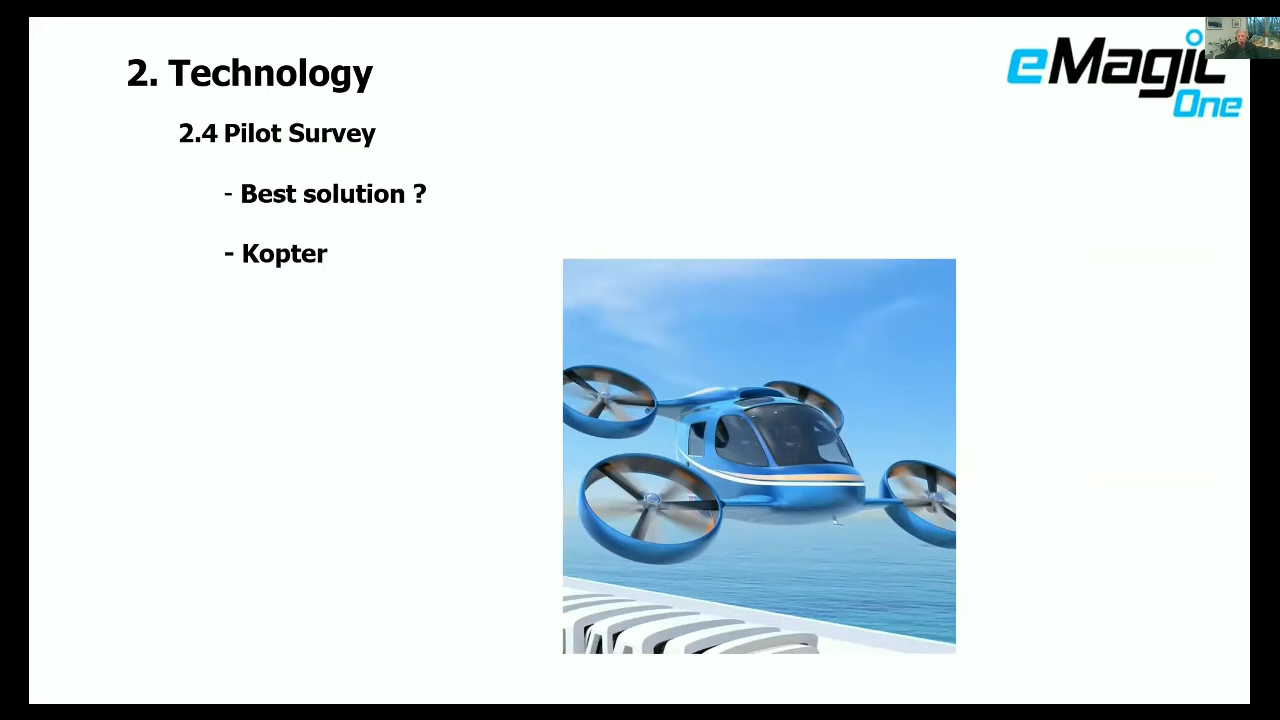 2. Technology
eMagic
One
2.4 Pilot Survey
- Best solution ?
- Kopter